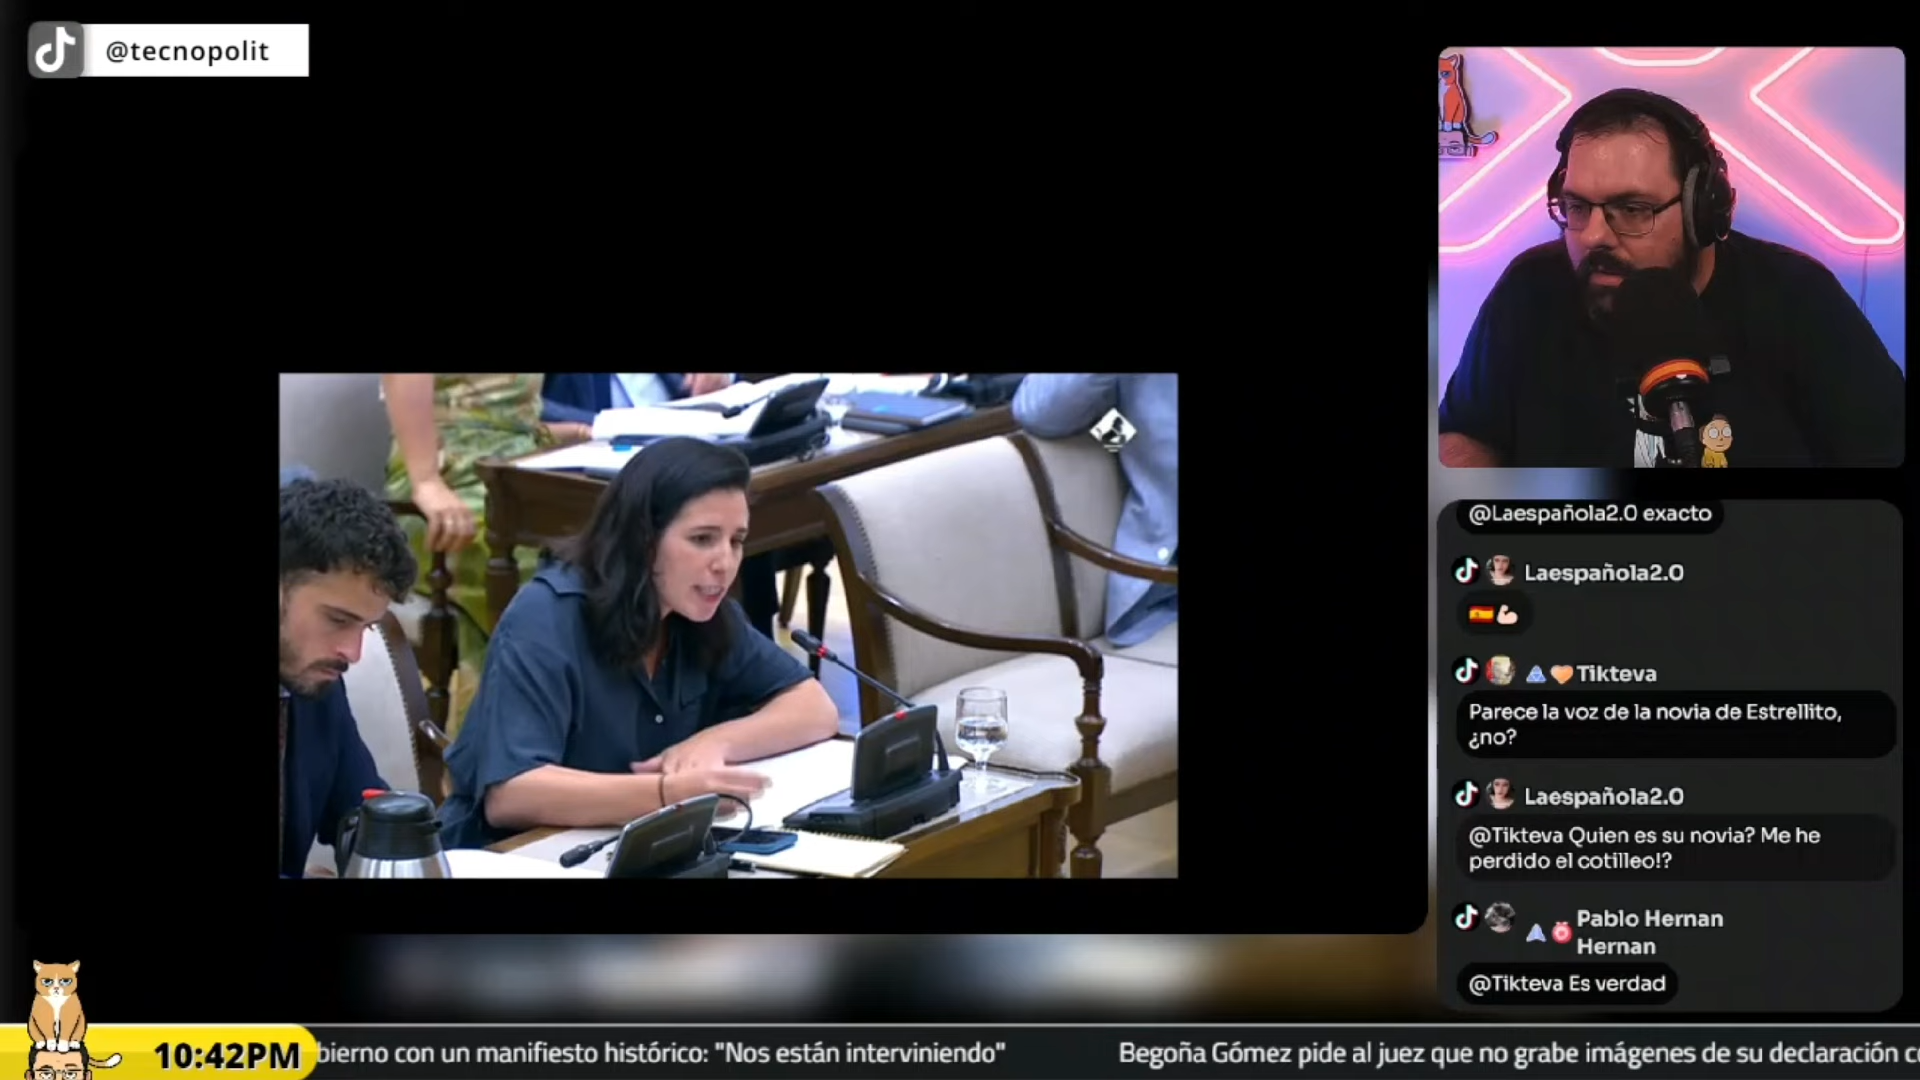 @tecnopolit
@Laespañola2.0 exacto
Laespañola2.0
Tikteva
Parece la voz de la novia de Estrellito,
¿no?
Laespañola2.0
@Tikteva Quien es su novia? Me he
perdido el cotilleo!?
Pablo Hernan
Hernan
@Tikteva Es verdad
10:42PM
bierno con un manifiesto histórico: "Nos están interviniendo"
Begoña Gómez pide al juez que no grabe imágenes de su declaración c